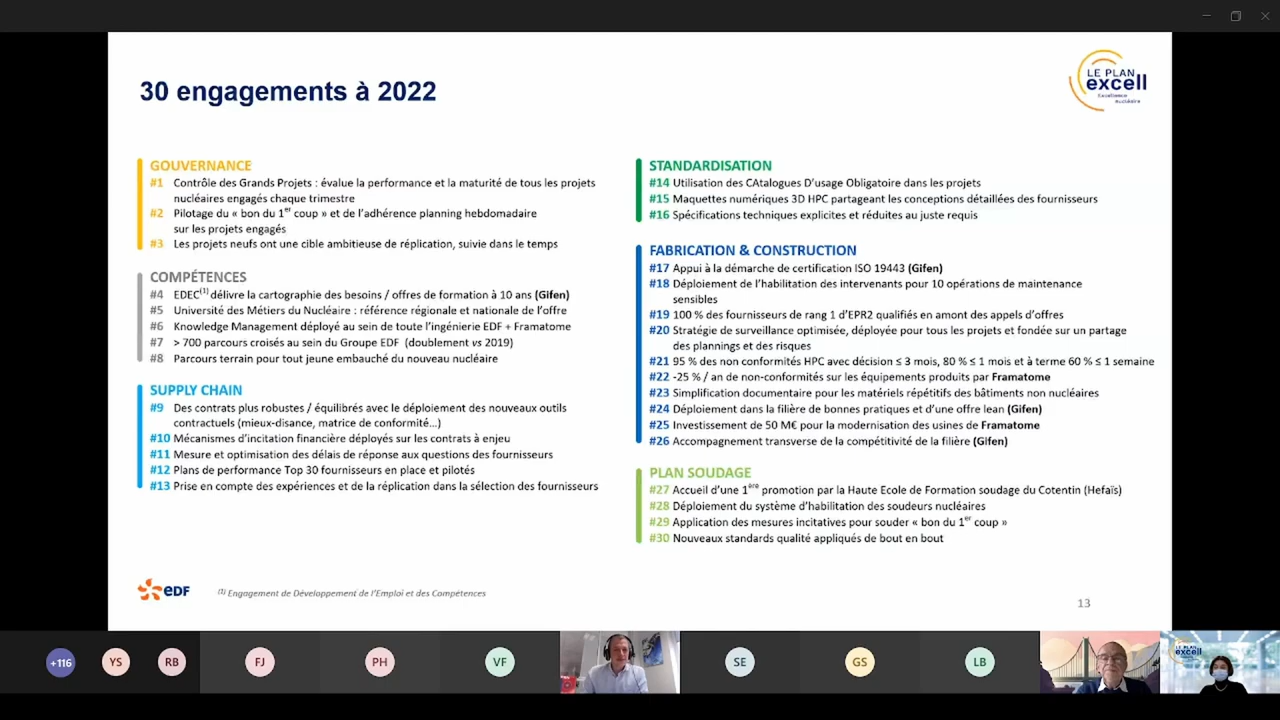 30 engagements à 2022
LE PLAN
excell
Excellence
nucléaire
GOUVERNANCE
#1 Contrôle des Grands Projets : évalue la performance et la maturité de tous les projets
nucléaires engagés chaque trimestre
#2 Pilotage du « bon du 1er coup » et de l’adhérence planning hebdomadaire
sur les projets engagés
#3 Les projets neufs ont une cible ambitieuse de réplication, suivie dans le temps
COMPÉTENCES
#4 EDEC(1) délivre la cartographie des besoins / offres de formation à 10 ans (Gifen)
#5 Université des Métiers du Nucléaire : référence régionale et nationale de l’offre
#6 Knowledge Management déployé au sein de toute l’ingénierie EDF + Framatome
#7 > 700 parcours croisés au sein du Groupe EDF (doublement vs 2019)
#8 Parcours terrain pour tout jeune embauché du nouveau nucléaire
SUPPLY CHAIN
#9 Des contrats plus robustes / équilibrés avec le déploiement des nouveaux outils
contractuels (mieux-disance, matrice de conformité…)
#10 Mécanismes d’incitation financière déployés sur les contrats à enjeu
#11 Mesure et optimisation des délais de réponse aux questions des fournisseurs
#12 Plans de performance Top 30 fournisseurs en place et pilotés
#13 Prise en compte des expériences et de la réplication dans la sélection des fournisseurs
STANDARDISATION
#14 Utilisation des CAtalogues D’usage Obligatoire dans les projets
#15 Maquettes numériques 3D HPC partageant les conceptions détaillées des fournisseurs
#16 Spécifications techniques explicites et réduites au juste requis
FABRICATION & CONSTRUCTION
#17 Appui à la démarche de certification ISO 19443 (Gifen)
#18 Déploiement de l’habilitation des intervenants pour 10 opérations de maintenance
sensibles
#19 100 % des fournisseurs de rang 1 d’EPR2 qualifiés en amont des appels d’offres
#20 Stratégie de surveillance optimisée, déployée pour tous les projets et fondée sur un partage
des plannings et des risques
#21 95 % des non conformités HPC avec décision ≤ 3 mois, 80 % ≤ 1 mois et à terme 60 % ≤ 1 semaine
#22 -25 % / an de non-conformités sur les équipements produits par Framatome
#23 Simplification documentaire pour les matériels répétitifs des bâtiments non nucléaires
#24 Déploiement dans la filière de bonnes pratiques et d’une offre lean (Gifen)
#25 Investissement de 50 M€ pour la modernisation des usines de Framatome
#26 Accompagnement transverse de la compétitivité de la filière (Gifen)
PLAN SOUDAGE
#27 Accueil d’une 1ère promotion par la Haute Ecole de Formation soudage du Cotentin (Hefaïs)
#28 Déploiement du système d’habilitation des soudeurs nucléaires
#29 Application des mesures incitatives pour souder « bon du 1er coup »
#30 Nouveaux standards qualité appliqués de bout en bout
edf
(1) Engagement de Développement de l’Emploi et des Compétences
13
+116 YS RB FJ PH VF SE GS LB
LE PLAN
excell